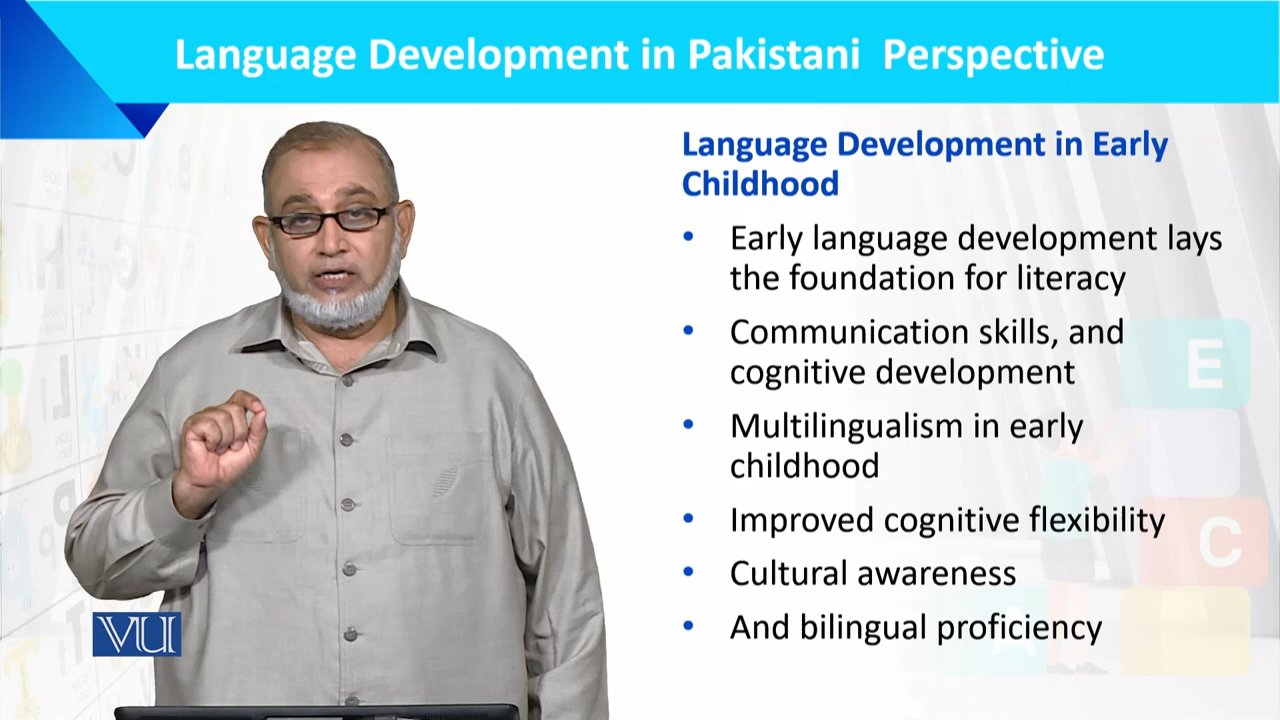 Language Development in Pakistani Perspective
Language Development in Early
Childhood
• Early language development lays
the foundation for literacy
• Communication skills, and
cognitive development
• Multilingualism in early
childhood
• Improved cognitive flexibility
• Cultural awareness
• And bilingual proficiency
VU
E
C
A